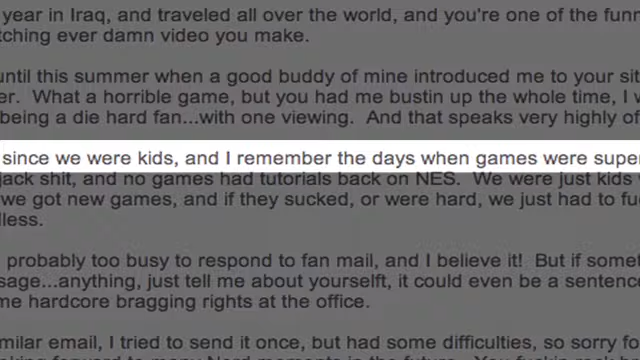 year in Iraq, and traveled all over the world, and you're one of the funn
tching ever damn video you make.
until this summer when a good buddy of mine introduced me to your sit
er. What a horrible game, but you had me bustin up the whole time, I w
being a die hard fan...with one viewing. And that speaks very highly of
since we were kids, and I remember the days when games were super
jack shit, and no games had tutorials back on NES. We were just kids
we got new games, and if they sucked, or were hard, we just had to fu
dless.
probably too busy to respond to fan mail, and I believe it! But if somet
sage...anything, just tell me about yourselft, it could even be a sentenc
me hardcore bragging rights at the office.
milar email, I tried to send it once, but had some difficulties, so sorry fo